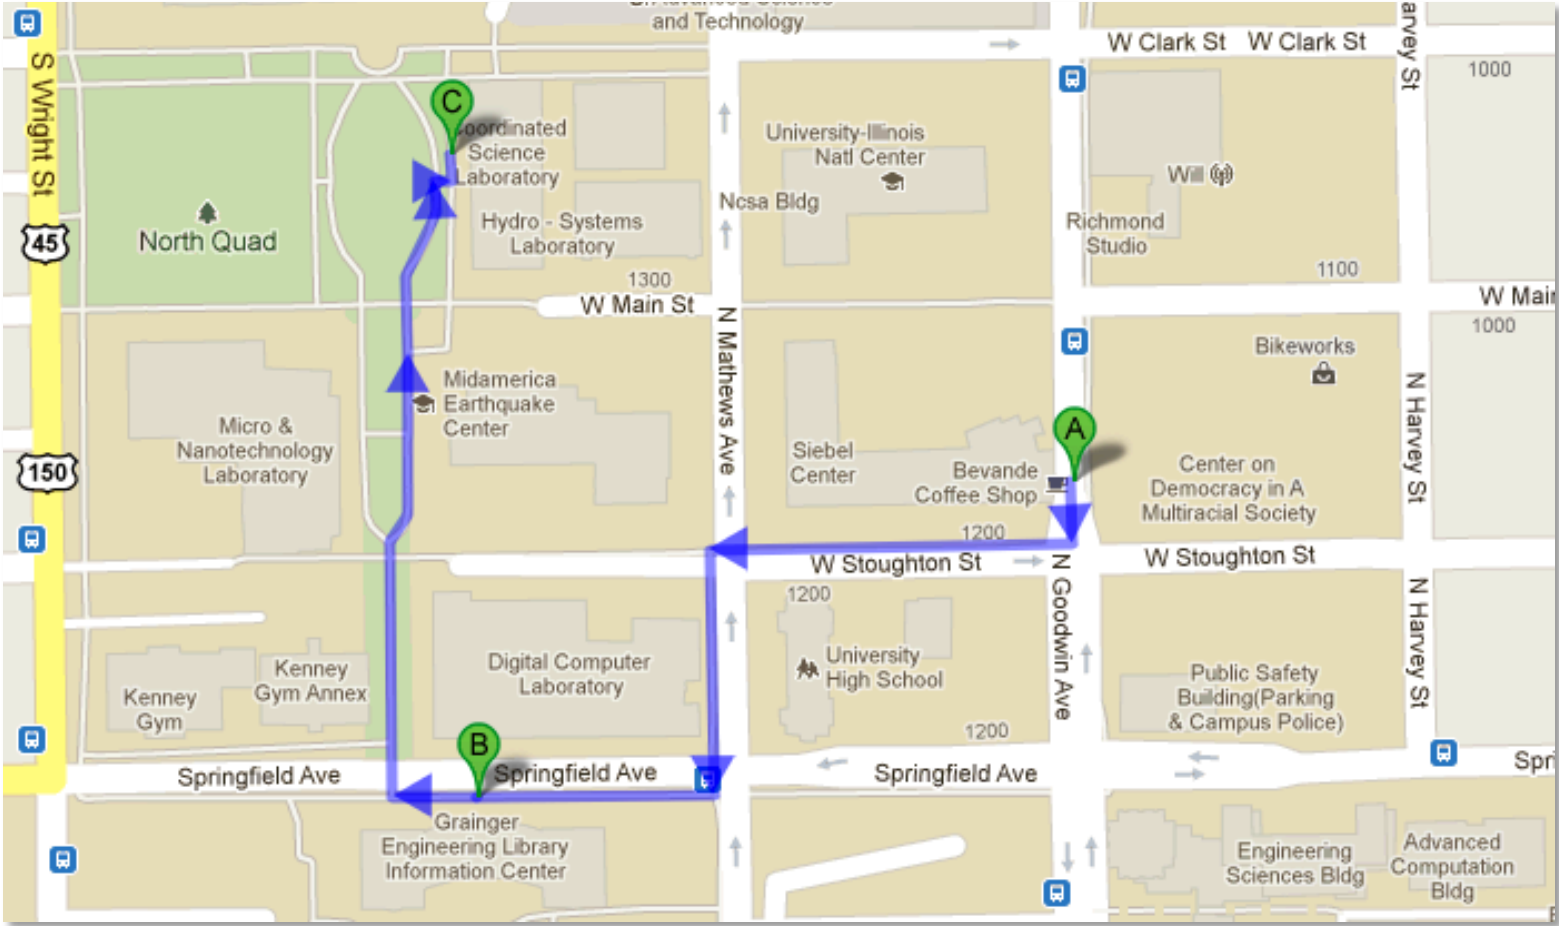 and Technology
W Clark St
W Clark St
1000
S Wright St
C
Coordinated
Science
Laboratory
University-Illinois
Natl Center
Will
Ncsa Bldg
Hydro - Systems
Laboratory
Richmond
Studio
North Quad
45
1300
W Main St
1100
1000
N Mathews Ave
Bikeworks
Midamerica
Earthquake
Center
Micro &
Nanotechnology
Laboratory
150
Siebel
Center
A
Bevande
Coffee Shop
Center on
Democracy in A
Multiracial Society
N Harvey St
1200
W Stoughton St
W Stoughton St
1200
N Goodwin Ave
N Harvey St
University
High School
Digital Computer
Laboratory
Kenney
Gym
Kenney
Gym Annex
Public Safety
Building(Parking
& Campus Police)
1200
B
Springfield Ave
Springfield Ave
Springfield Ave
Grainger
Engineering Library
Information Center
Engineering
Sciences Bldg
Advanced
Computation
Bldg